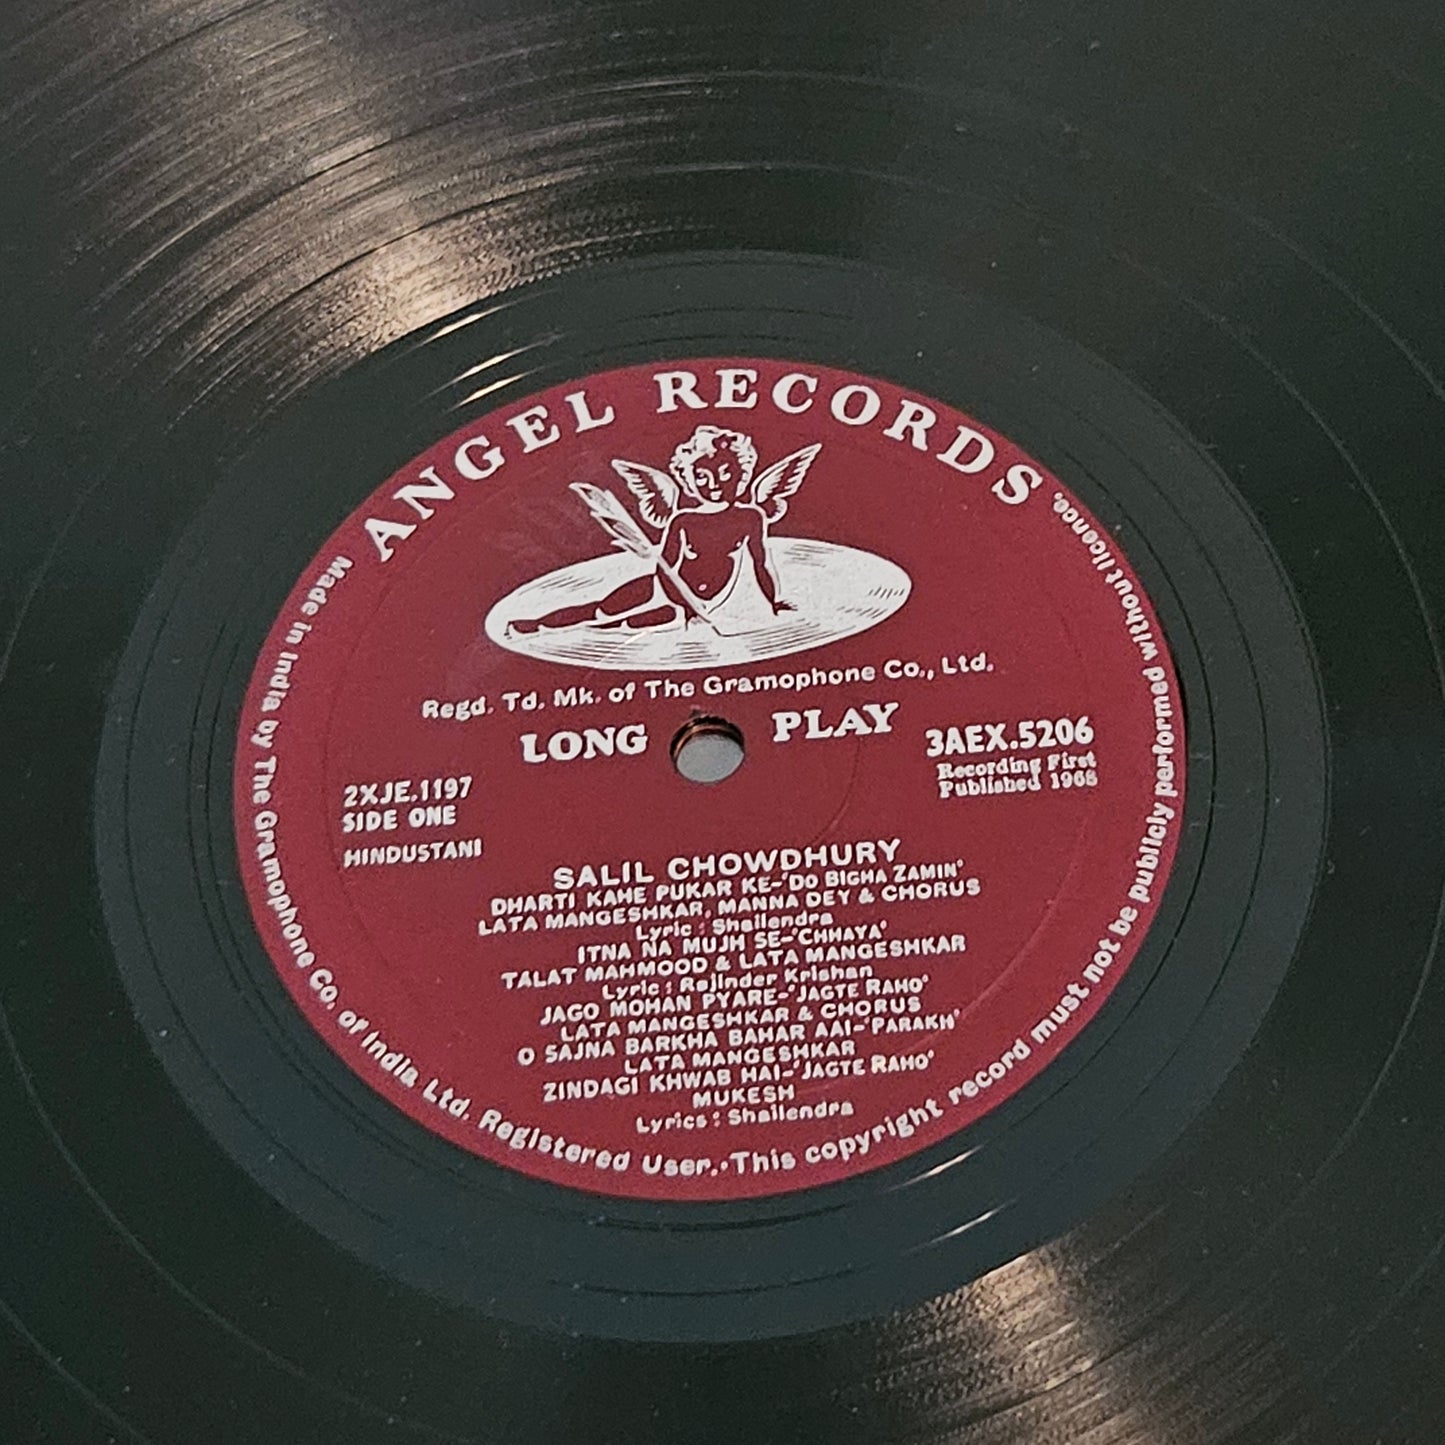 ANGEL RECORDS
Regd. Td. Mk. of The Gramophone Co., Ltd.
LONG PLAY
3AEX.5206
Recording First
Published 1968
2XJE.1197
SIDE ONE
HINDUSTANI
SALIL CHOWDHURY
DHARTI KAHE PUKAR KE-'DO BIGHA ZAMIN'
LATA MANGESHKAR, MANNA DEY & CHORUS
Lyric : Shailendra
ITNA NA MUJH SE-'CHHAYA'
TALAT MAHMOOD & LATA MANGESHKAR
Lyric : Rajinder Krishan
JAGO MOHAN PYARE-'JAGTE RAHO'
LATA MANGESHKAR & CHORUS
O SAJNA BARKHA BAHAR AAI-'PARAKH'
LATA MANGESHKAR
ZINDAGI KHWAB HAI-'JAGTE RAHO'
MUKESH
Lyrics : Shailendra
Made in India by The Gramophone Co. of India Ltd. Registered User.•This copyright record must not be publicly performed without licence.